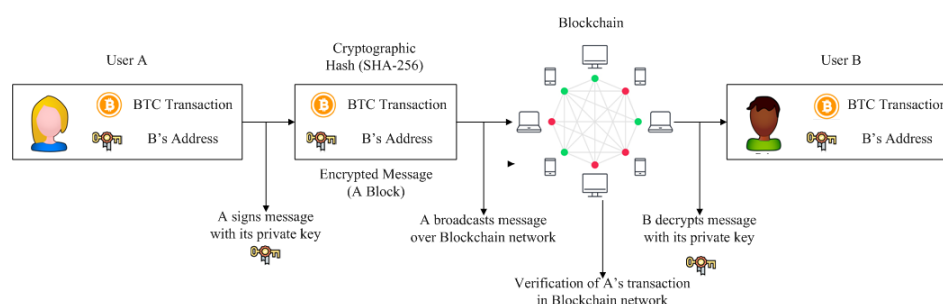 Blockchain
User A
Cryptographic
Hash (SHA-256)
User B
BTC Transaction
B's Address
BTC Transaction
B's Address
BTC Transaction
B's Address
Encrypted Message
(A Block)
A signs message
with its private key
A broadcasts message
over Blockchain network
B decrypts message
with its private key
Verification of A's transaction
in Blockchain network